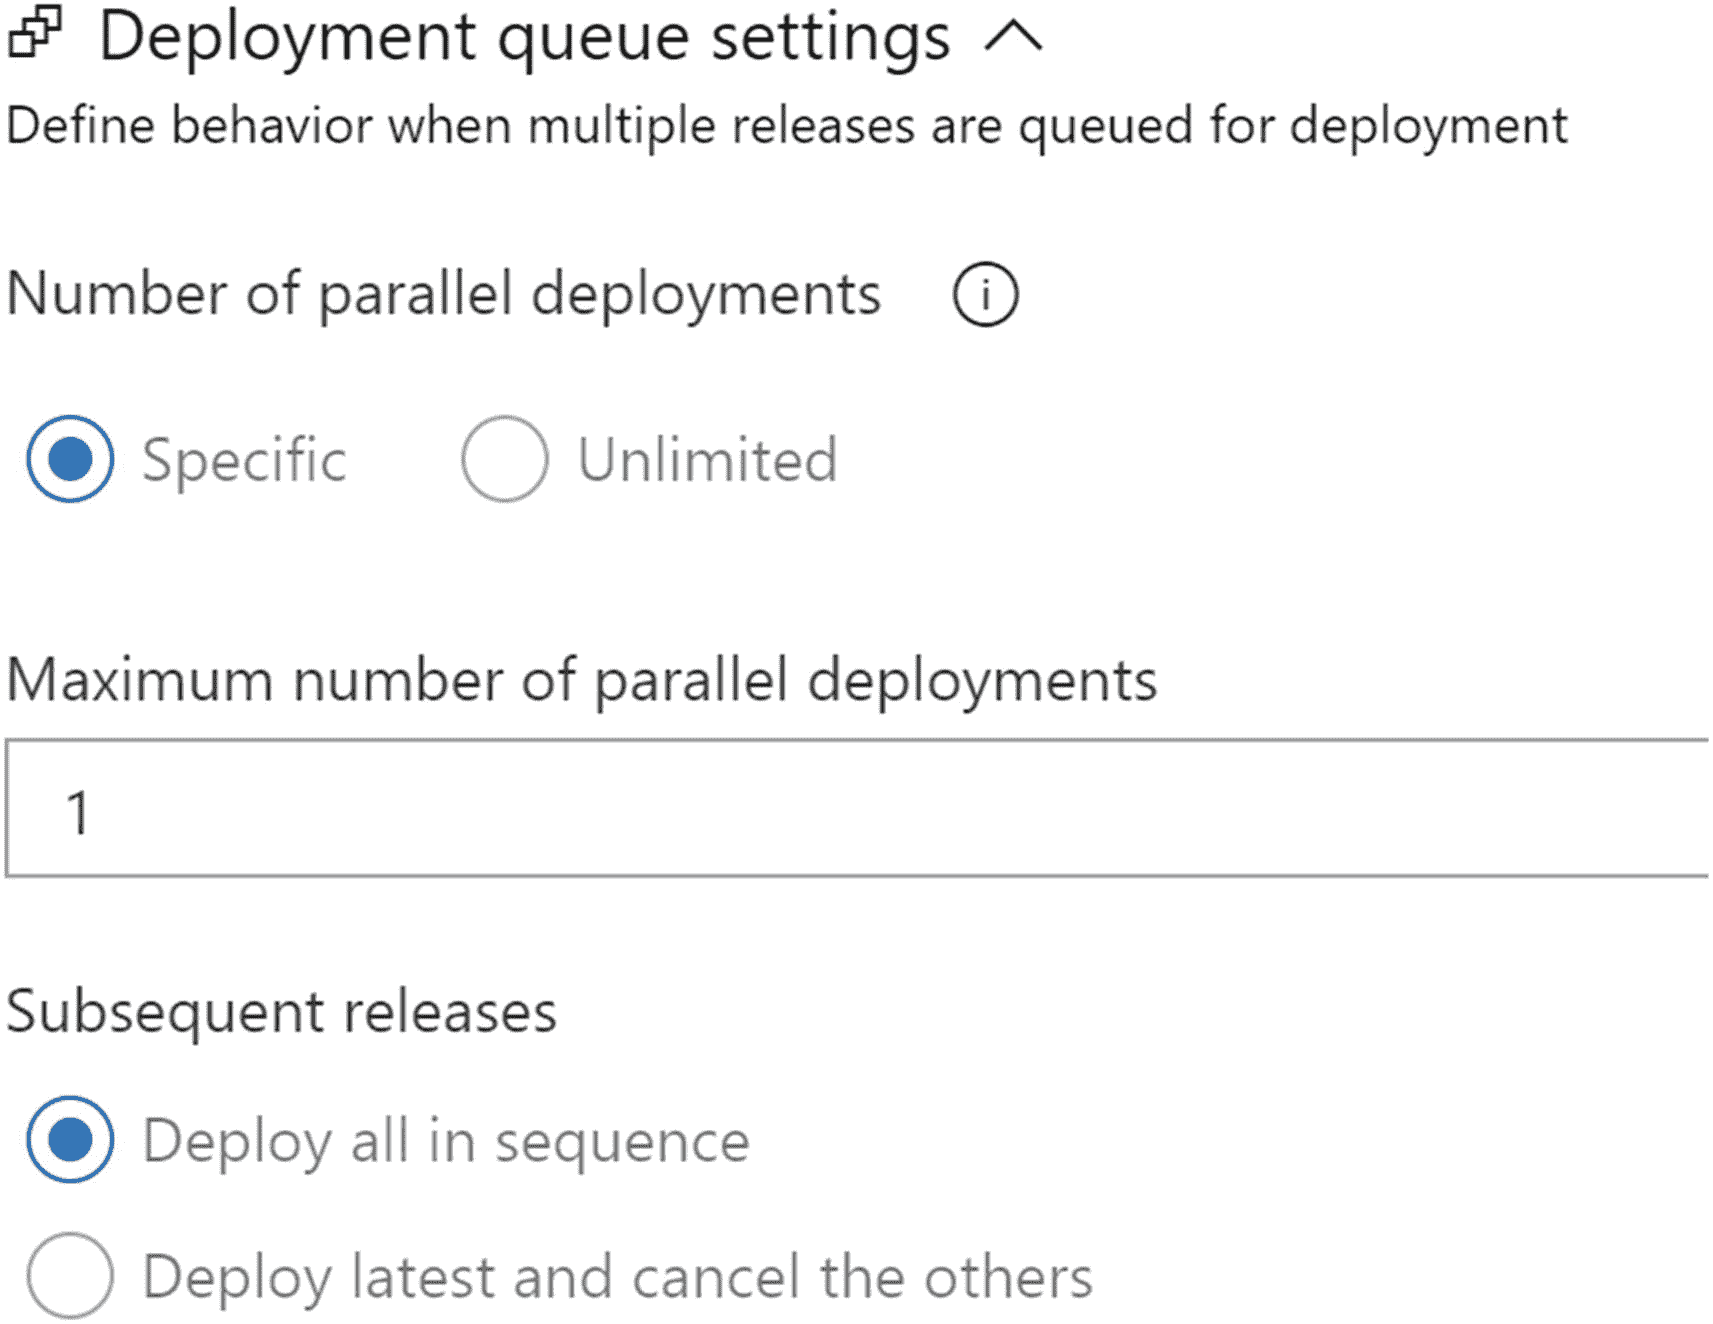 Deployment queue settings
Define behavior when multiple releases are queued for deployment
Number of parallel deployments i
Specific Unlimited
Maximum number of parallel deployments
1
Subsequent releases
Deploy all in sequence
Deploy latest and cancel the others